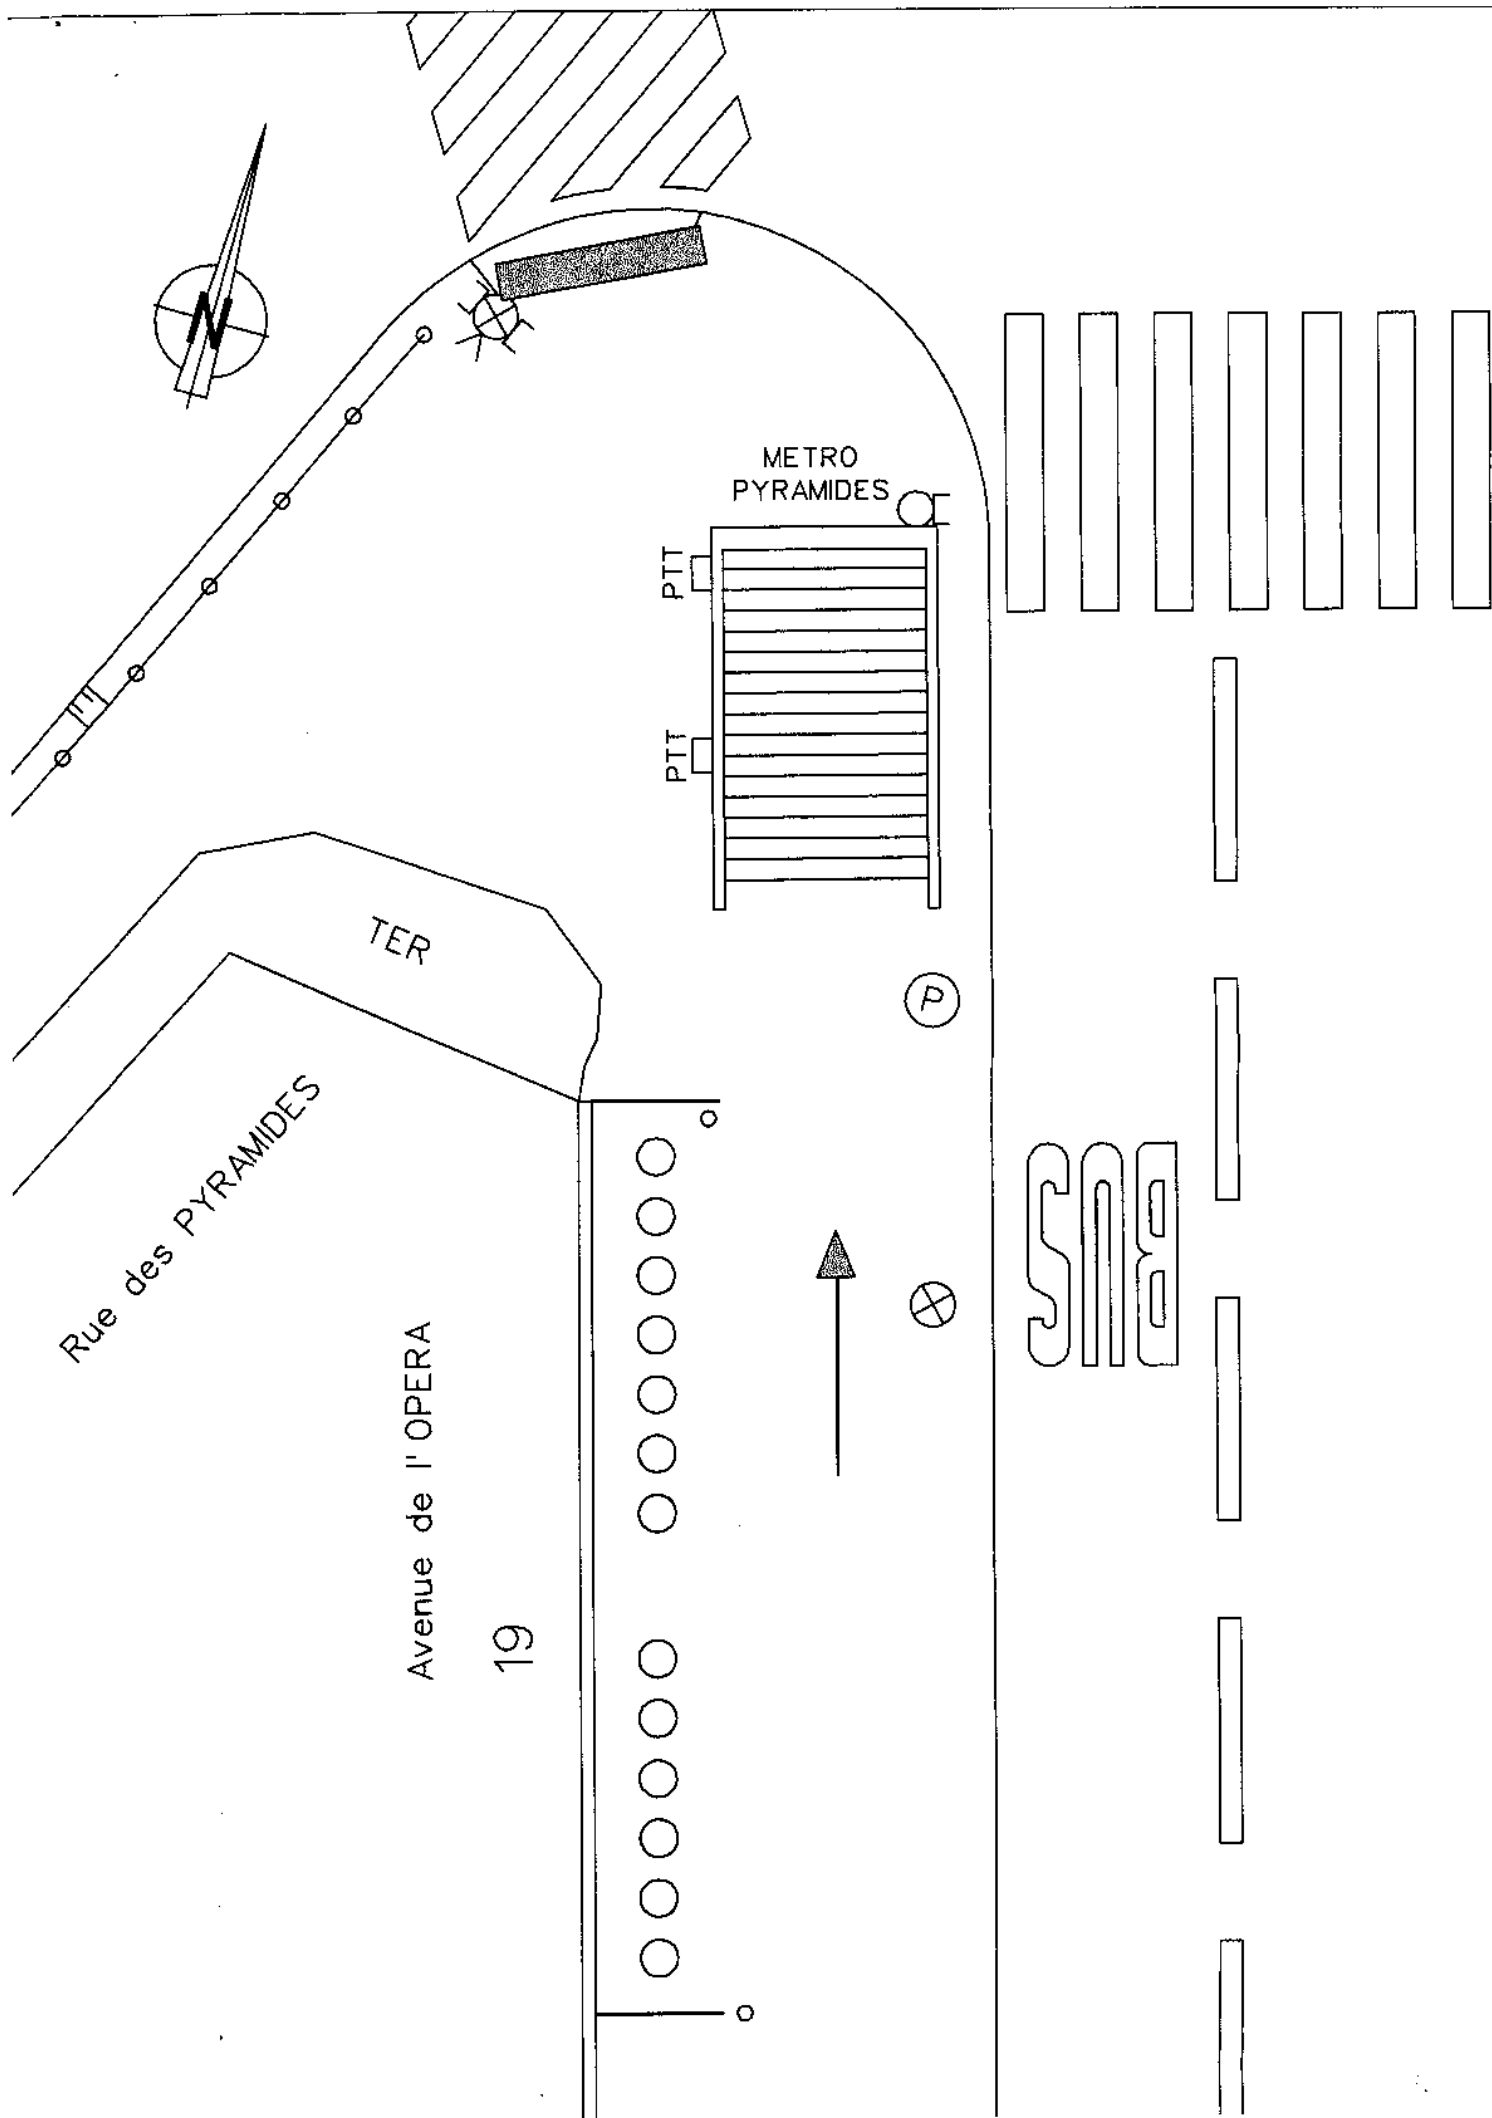 N
METRO
PYRAMIDES
PTT
PTT
TER
P
Rue des PYRAMIDES
BUS
Avenue de l'OPERA
19